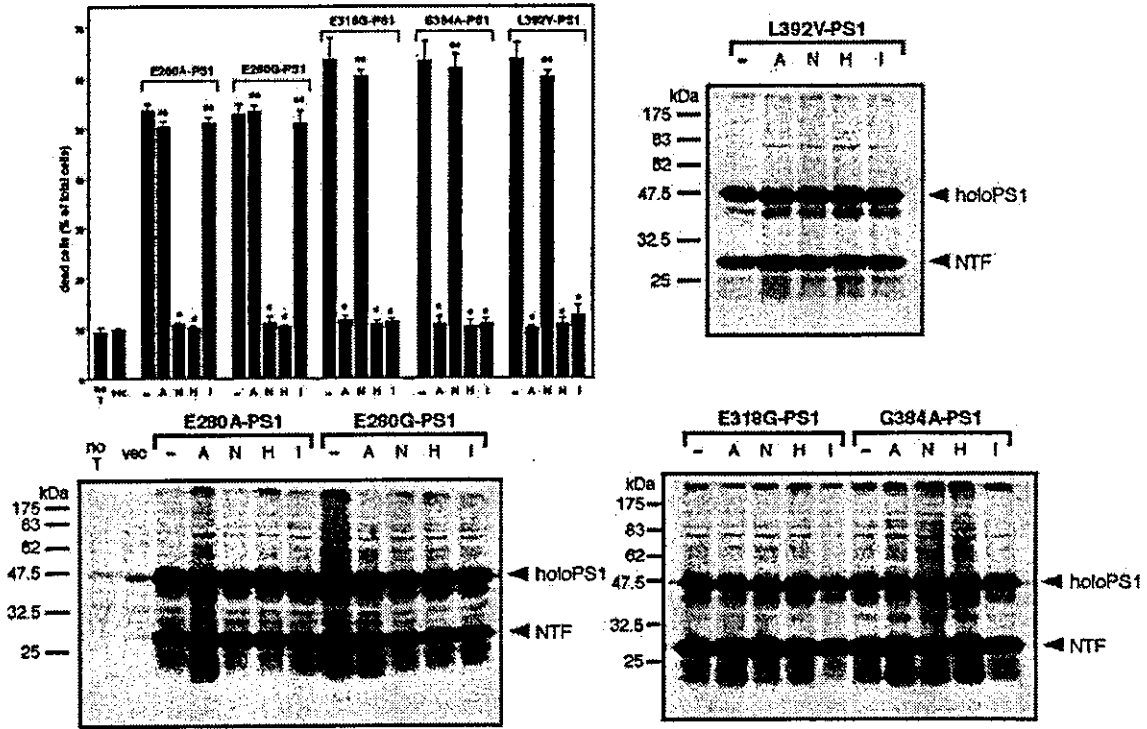 E318G-PS1 G384A-PS1 L392V-PS1
E280A-PS1 E280G-PS1
dead cells (% of total cells)
no T vec - A N H I - A N H I - A N H I - A N H I - A N H I
L392V-PS1
- A N H I
kDa
175
83
62
47.5
32.5
25
holoPS1
NTF
E280A-PS1 E280G-PS1
no T vec - A N H I - A N H I
kDa
175
83
62
47.5
32.5
25
holoPS1
NTF
E318G-PS1 G384A-PS1
- A N H I - A N H I
kDa
175
83
62
47.5
32.5
25
holoPS1
NTF